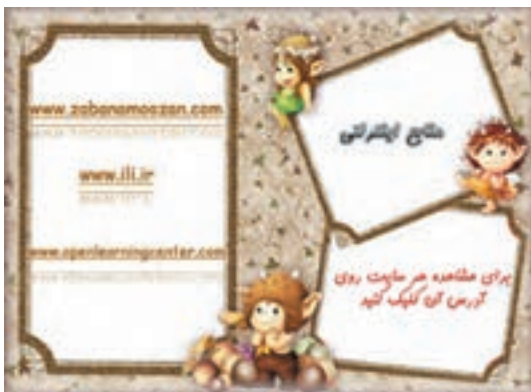 منابع اینترنتی
برای مشاهده هر سایت روی
آدرس آن کلیک کنید
www.zabanamoozan.com
www.ili.ir
www.openlearningcenter.com